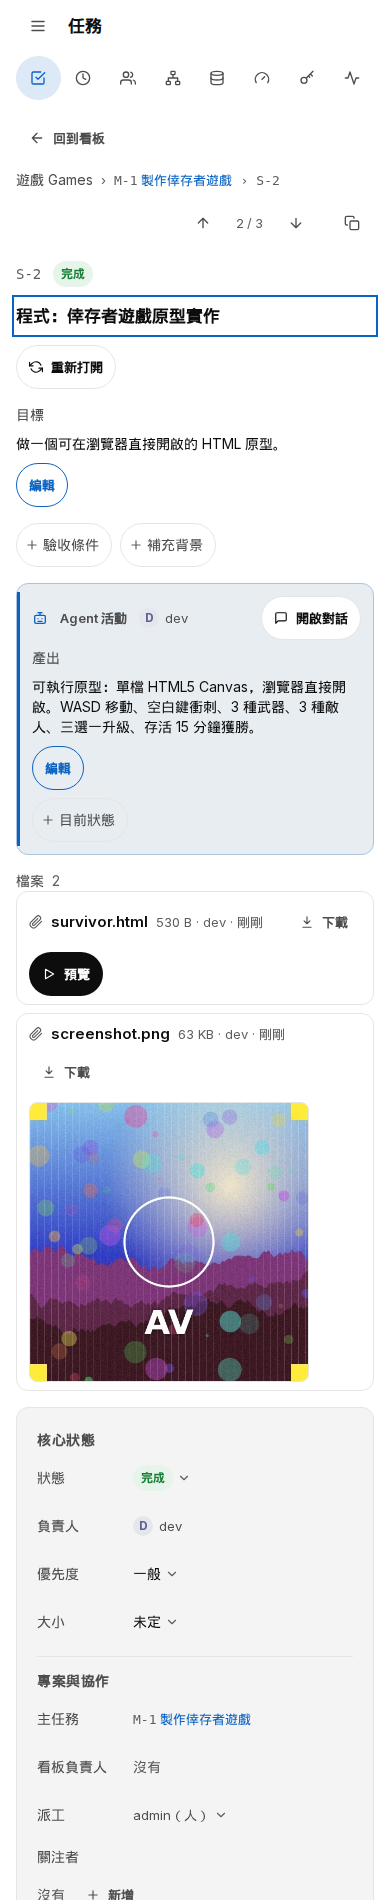 任務
回到看板
遊戲 Games › M-1 製作倖存者遊戲 › S-2
2 / 3
S-2 完成
程式：倖存者遊戲原型實作
重新打開
目標
做一個可在瀏覽器直接開啟的 HTML 原型。
編輯
驗收條件 補充背景
Agent 活動 D dev 開啟對話
產出
可執行原型：單檔 HTML5 Canvas，瀏覽器直接開
啟。WASD 移動、空白鍵衝刺、3 種武器、3 種敵
人、三選一升級、存活 15 分鐘獲勝。
編輯
目前狀態
檔案 2
survivor.html 530 B · dev · 剛剛 下載
預覽
screenshot.png 63 KB · dev · 剛剛
下載
AV
核心狀態
狀態 完成
負責人 D dev
優先度 一般
大小 未定
專案與協作
主任務 M-1 製作倖存者遊戲
看板負責人 沒有
派工 admin（人）
關注者
沒有 新增